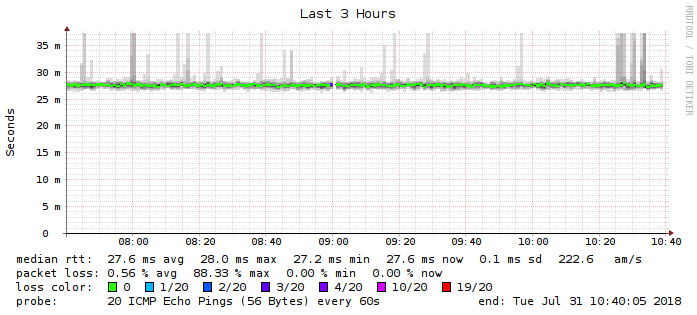 Last 3 Hours
RRDTOOL / TOBI OETIKER
Seconds
35 m
30 m
25 m
20 m
15 m
10 m
5 m
0
08:00 08:20 08:40 09:00 09:20 09:40 10:00 10:20 10:40
median rtt: 27.6 ms avg 28.0 ms max 27.2 ms min 27.6 ms now 0.1 ms sd 222.6 am/s
packet loss: 0.56 % avg 88.33 % max 0.00 % min 0.00 % now
loss color: 0 1/20 2/20 3/20 4/20 10/20 19/20
probe: 20 ICMP Echo Pings (56 Bytes) every 60s end: Tue Jul 31 10:40:05 2018